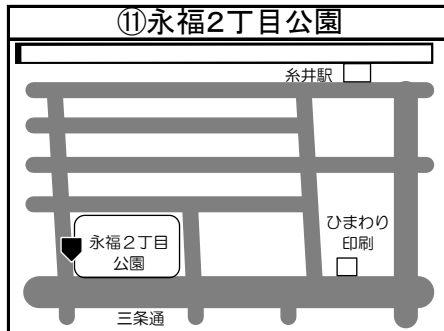 ⑪永福2丁目公園
糸井駅
ひまわり
印刷
永福2丁目
公園
三条通